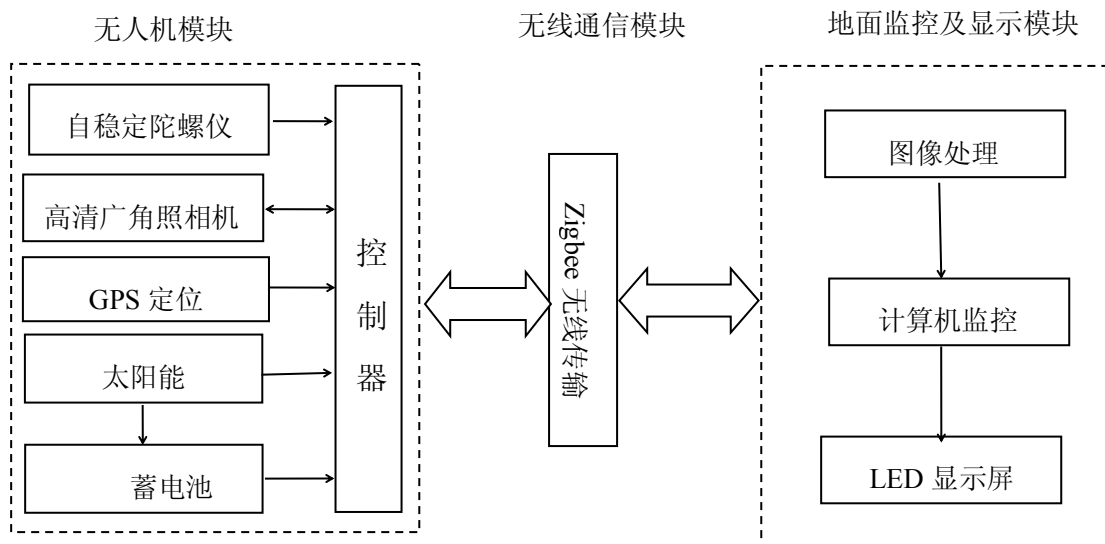 无人机模块
无线通信模块
地面监控及显示模块
自稳定陀螺仪
高清广角照相机
GPS 定位
太阳能
蓄电池
控制器
Zigbee 无线传输
图像处理
计算机监控
LED 显示屏